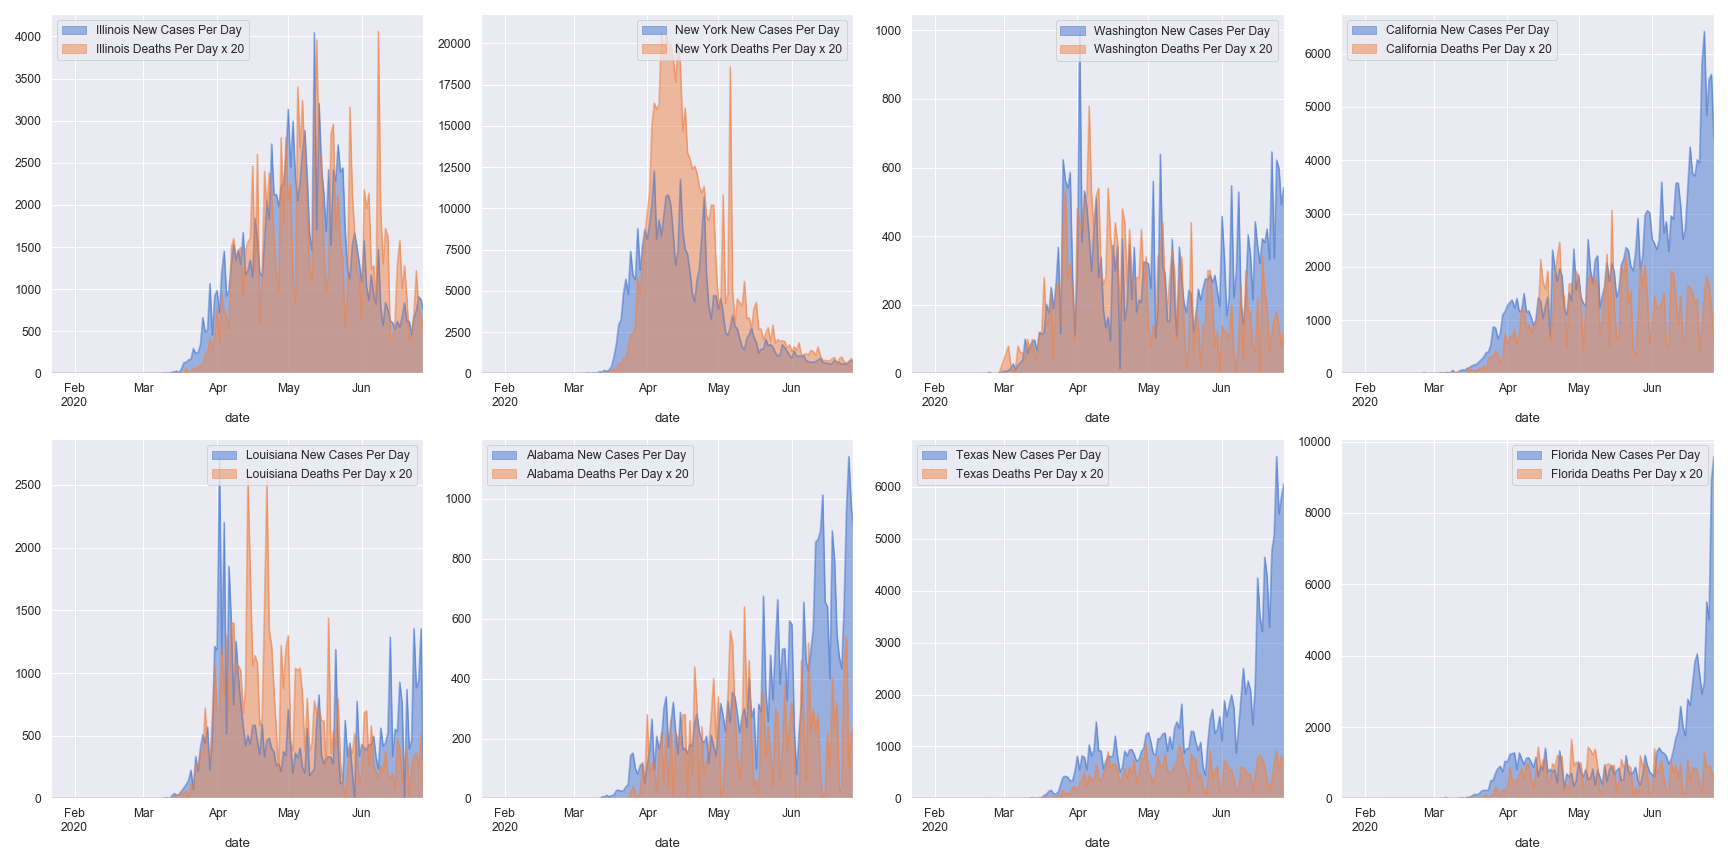 Illinois New Cases Per Day
Illinois Deaths Per Day x 20
4000
3500
3000
2500
2000
1500
1000
500
0
Feb
2020
Mar
Apr
May
Jun
date
New York New Cases Per Day
New York Deaths Per Day x 20
20000
17500
15000
12500
10000
7500
5000
2500
0
Feb
2020
Mar
Apr
May
Jun
date
Washington New Cases Per Day
Washington Deaths Per Day x 20
1000
800
600
400
200
0
Feb
2020
Mar
Apr
May
Jun
date
California New Cases Per Day
California Deaths Per Day x 20
6000
5000
4000
3000
2000
1000
0
Feb
2020
Mar
Apr
May
Jun
date
Louisiana New Cases Per Day
Louisiana Deaths Per Day x 20
2500
2000
1500
1000
500
0
Feb
2020
Mar
Apr
May
Jun
date
Alabama New Cases Per Day
Alabama Deaths Per Day x 20
1000
800
600
400
200
0
Feb
2020
Mar
Apr
May
Jun
date
Texas New Cases Per Day
Texas Deaths Per Day x 20
6000
5000
4000
3000
2000
1000
0
Feb
2020
Mar
Apr
May
Jun
date
Florida New Cases Per Day
Florida Deaths Per Day x 20
10000
8000
6000
4000
2000
0
Feb
2020
Mar
Apr
May
Jun
date